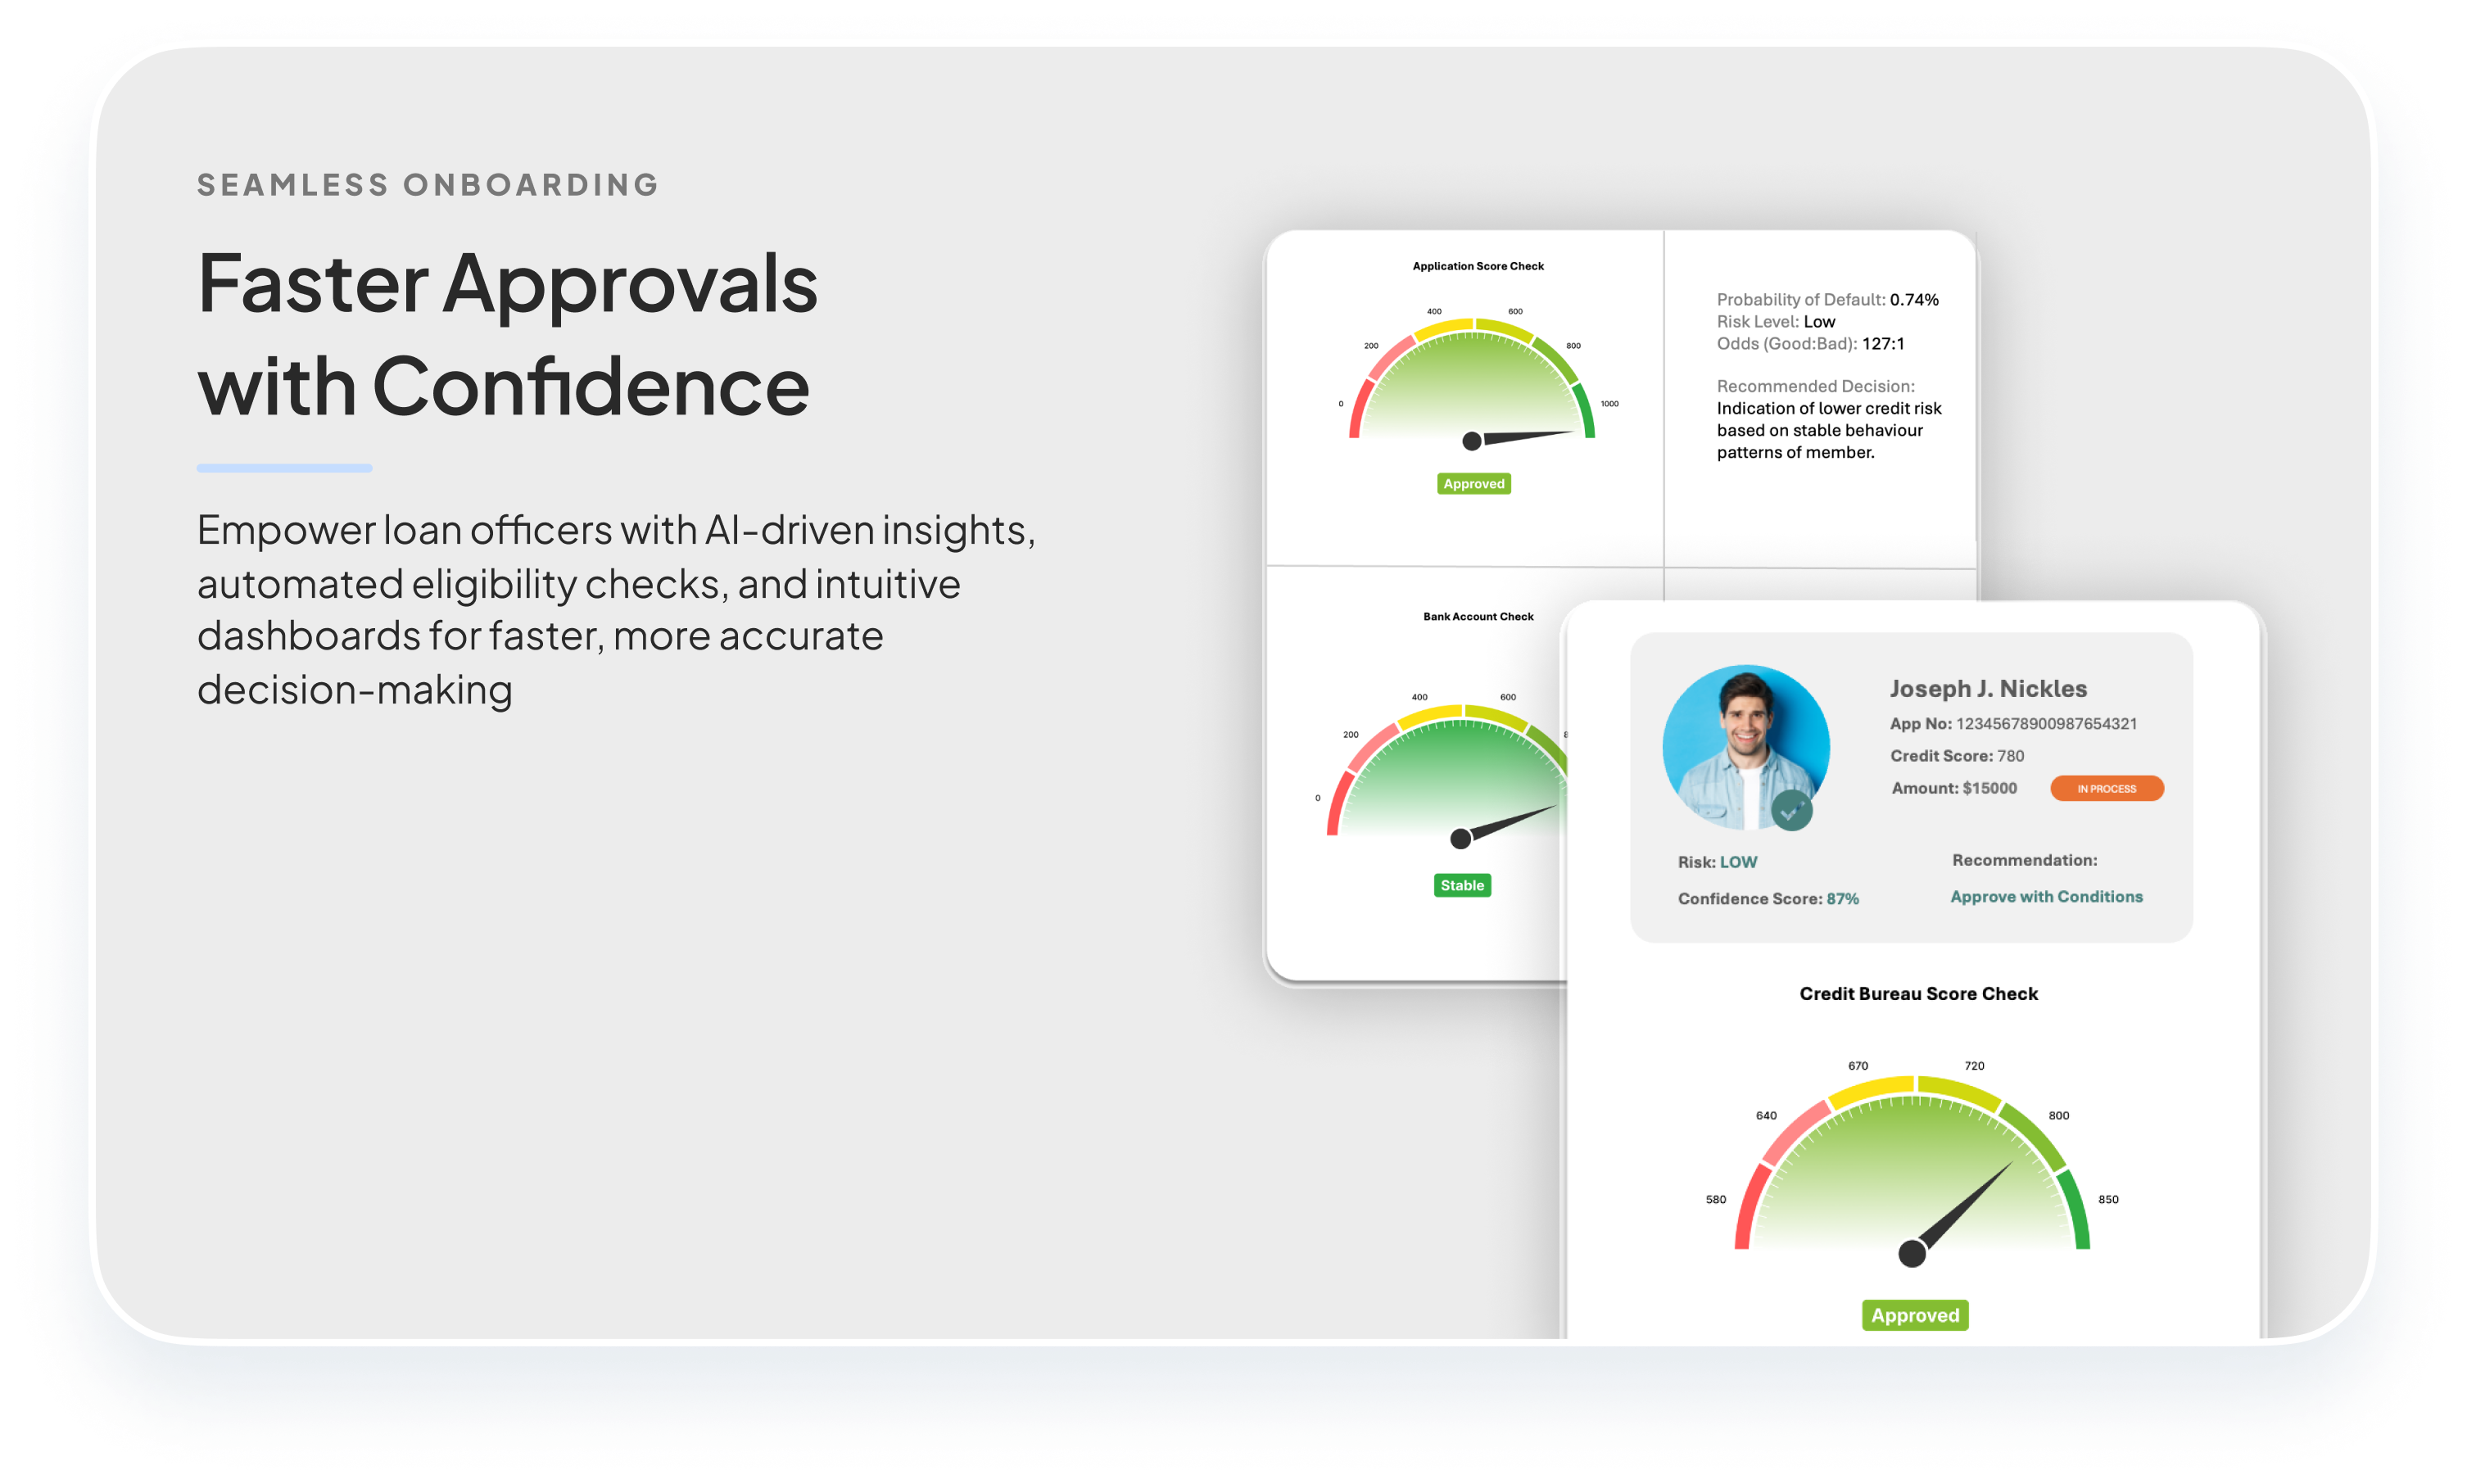 SEAMLESS ONBOARDING
Faster Approvals
with Confidence
Empower loan officers with AI-driven insights,
automated eligibility checks, and intuitive
dashboards for faster, more accurate
decision-making
Application Score Check
0
200
400
600
800
1000
Approved
Probability of Default: 0.74%
Risk Level: Low
Odds (Good:Bad): 127:1
Recommended Decision:
Indication of lower credit risk
based on stable behaviour
patterns of member.
Bank Account Check
0
200
400
600
Stable
Joseph J. Nickles
App No: 12345678900987654321
Credit Score: 780
Amount: $15000
IN PROCESS
Risk: LOW
Confidence Score: 87%
Recommendation:
Approve with Conditions
Credit Bureau Score Check
580
640
670
720
800
850
Approved